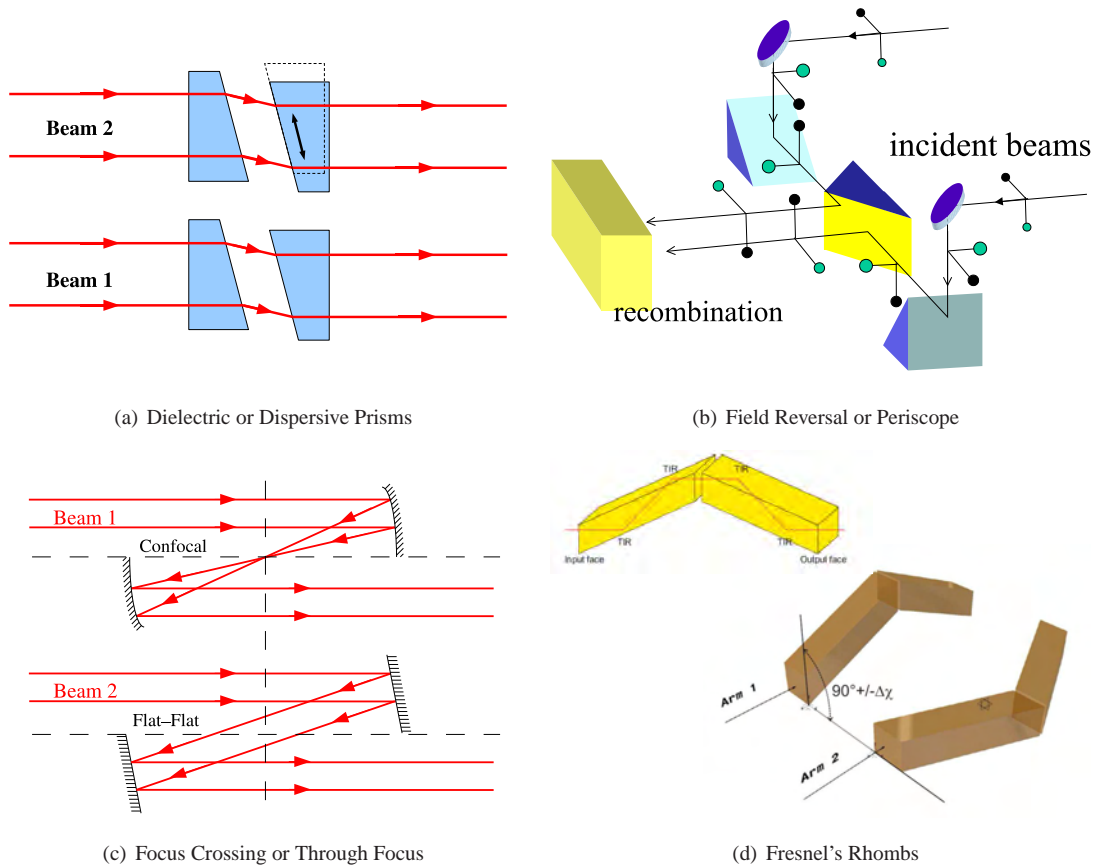 Beam 2
Beam 1
(a) Dielectric or Dispersive Prisms
incident beams
recombination
(b) Field Reversal or Periscope
Beam 1
Confocal
Beam 2
Flat–Flat
(c) Focus Crossing or Through Focus
TIR
TIR
TIR
TIR
Input face
Output face
Arm 1
90°+/-Δχ
Arm 2
(d) Fresnel's Rhombs